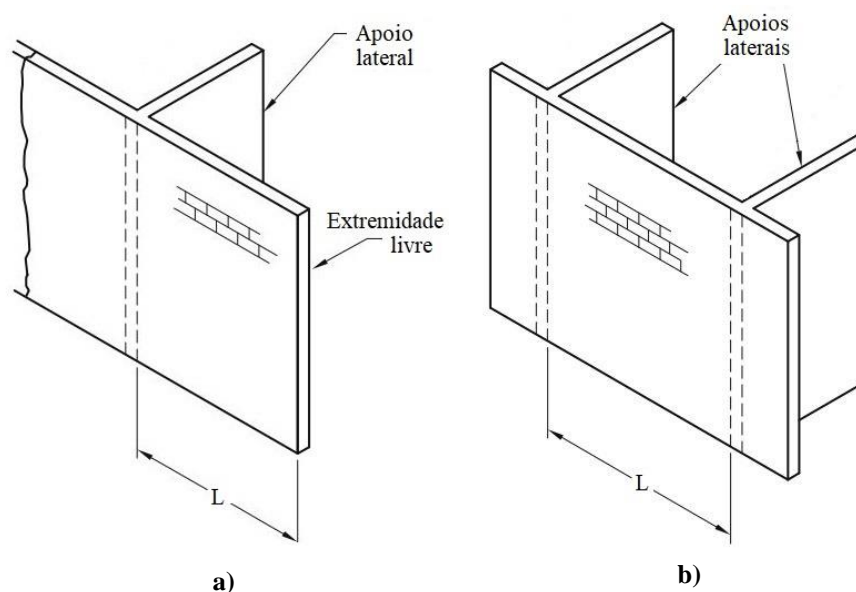 Apoio
lateral
Extremidade
livre
L
a)
Apoios
laterais
L
b)